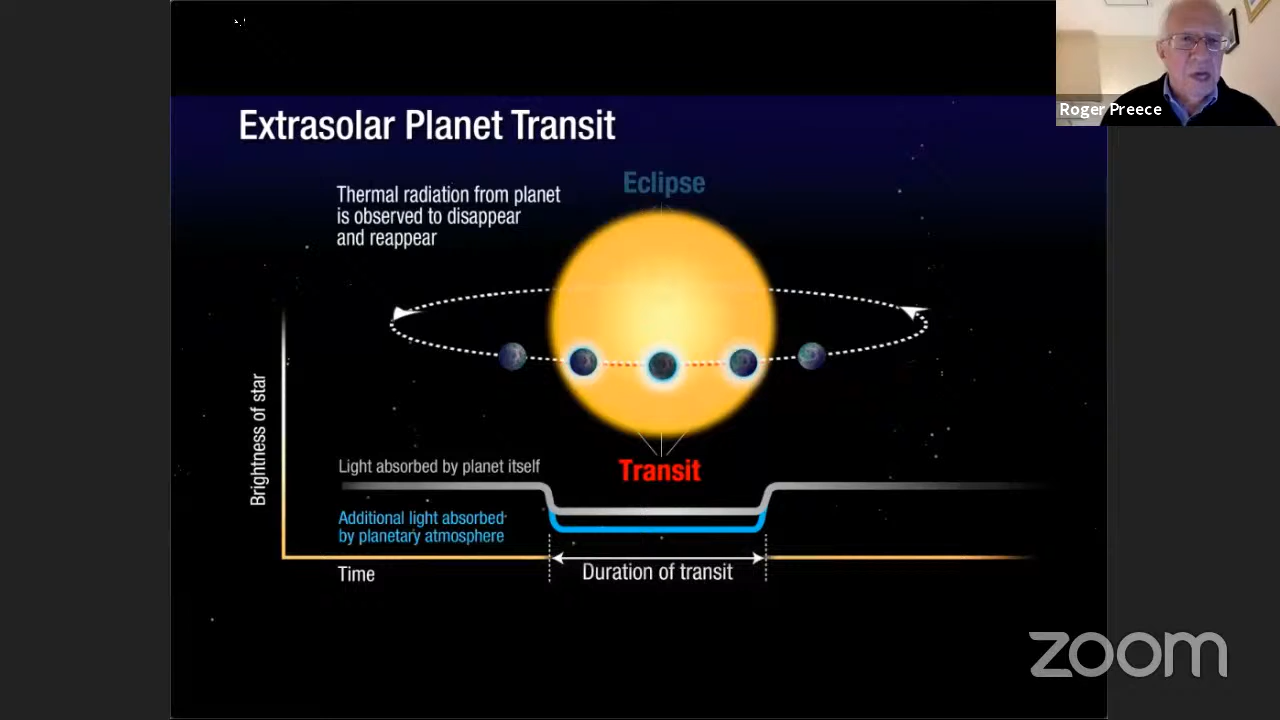 Roger Preece
Extrasolar Planet Transit
Eclipse
Thermal radiation from planet
is observed to disappear
and reappear
Brightness of star
Light absorbed by planet itself
Transit
Additional light absorbed
by planetary atmosphere
Time
Duration of transit
zoom